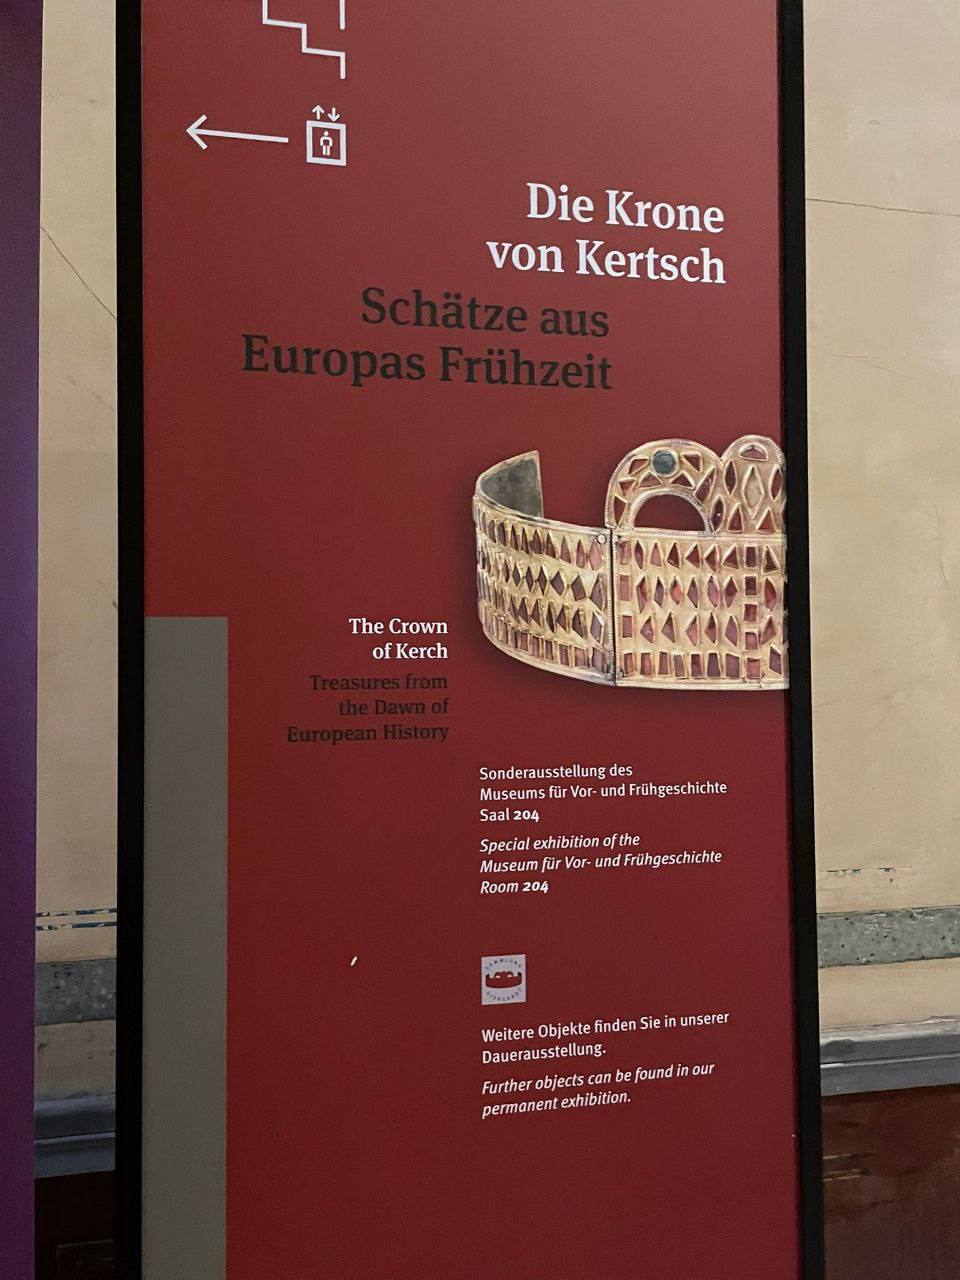 Die Krone
von Kertsch
Schätze aus
Europas Frühzeit
The Crown
of Kerch
Treasures from
the Dawn of
European History
Sonderausstellung des
Museums für Vor- und Frühgeschichte
Saal 204
Special exhibition of the
Museum für Vor- und Frühgeschichte
Room 204
SAMMLUNG
DIERGARDT
Weitere Objekte finden Sie in unserer
Dauerausstellung.
Further objects can be found in our
permanent exhibition.